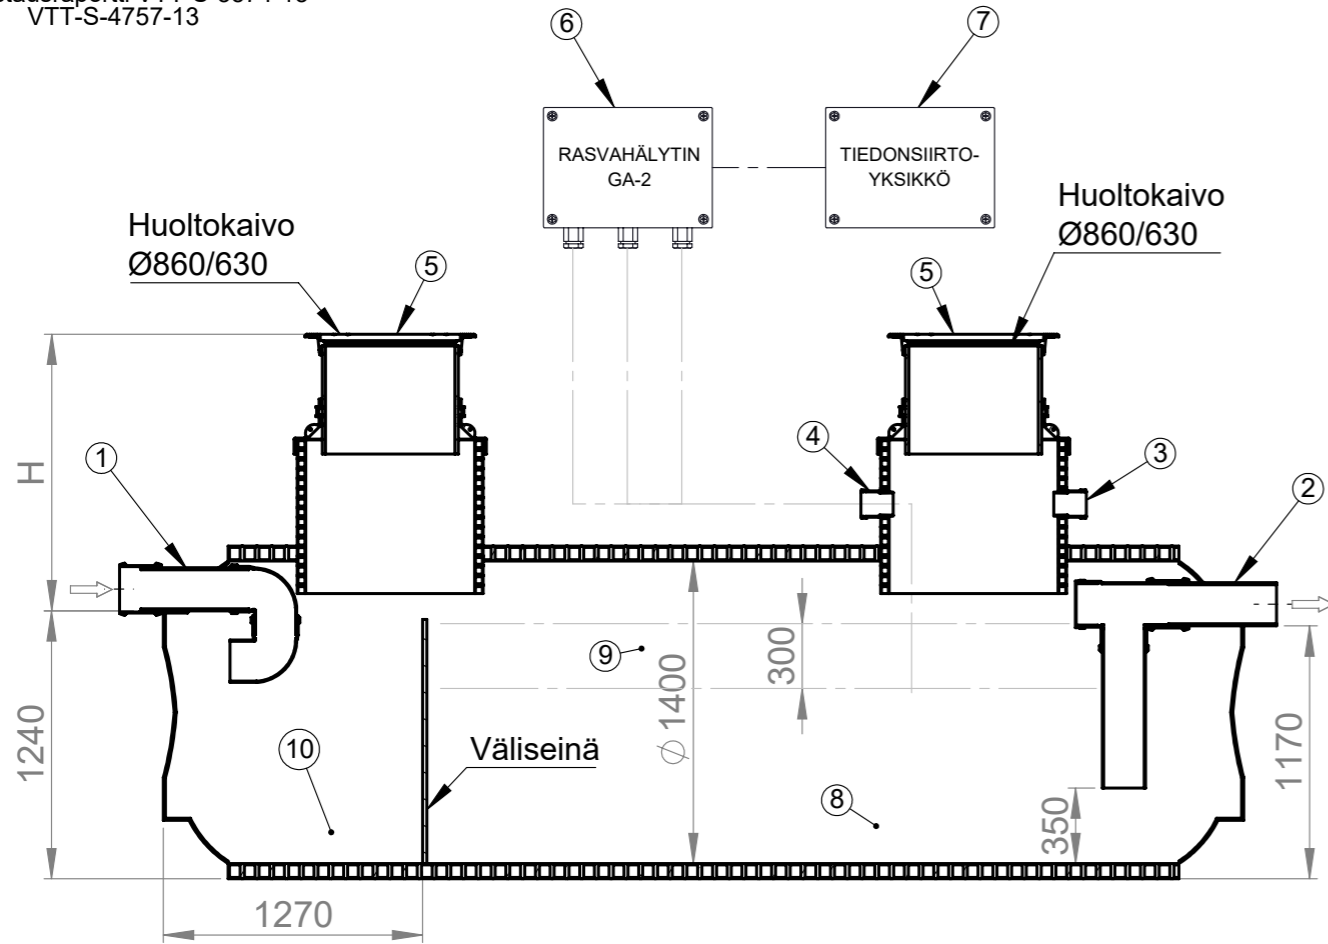 VTT-S-4757-13
6
7
RASVAHÄLYTIN
GA-2
TIEDONSIIRTO-
YKSIKKÖ
Huoltokaivo
Ø860/630
5
5
Huoltokaivo
Ø860/630
H
1
4
3
2
9
300
Ø 1400
1240
10
Väliseinä
8
350
1170
1270